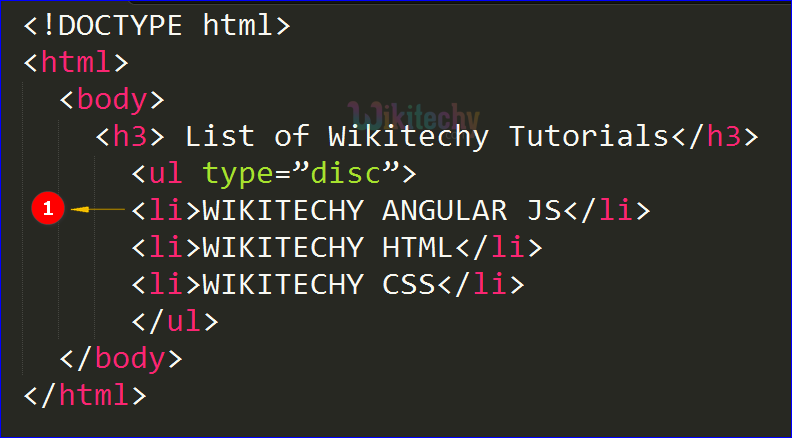 <!DOCTYPE html>
<html>
<body>
Wikitechy
<h3> List of Wikitechy Tutorials</h3>
<ul type=”disc”>
1 <li>WIKITECHY ANGULAR JS</li>
<li>WIKITECHY HTML</li>
<li>WIKITECHY CSS</li>
</ul>
</body>
</html>